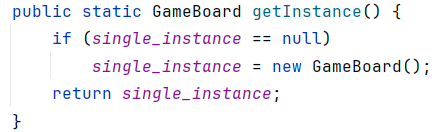 public static GameBoard getInstance() {
    if (single_instance == null)
        single_instance = new GameBoard();
    return single_instance;
}